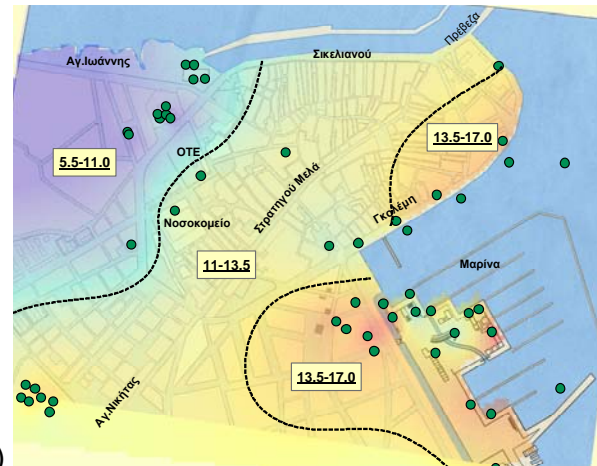 Αγ.Ιωάννης
Σικελιανού
Πρέβεζα
13.5-17.0
5.5-11.0
ΟΤΕ
Στρατηγού Μελά
Νοσοκομείο
Γκολέμη
11-13.5
Μαρίνα
13.5-17.0
Αγ.Νικήτας
)